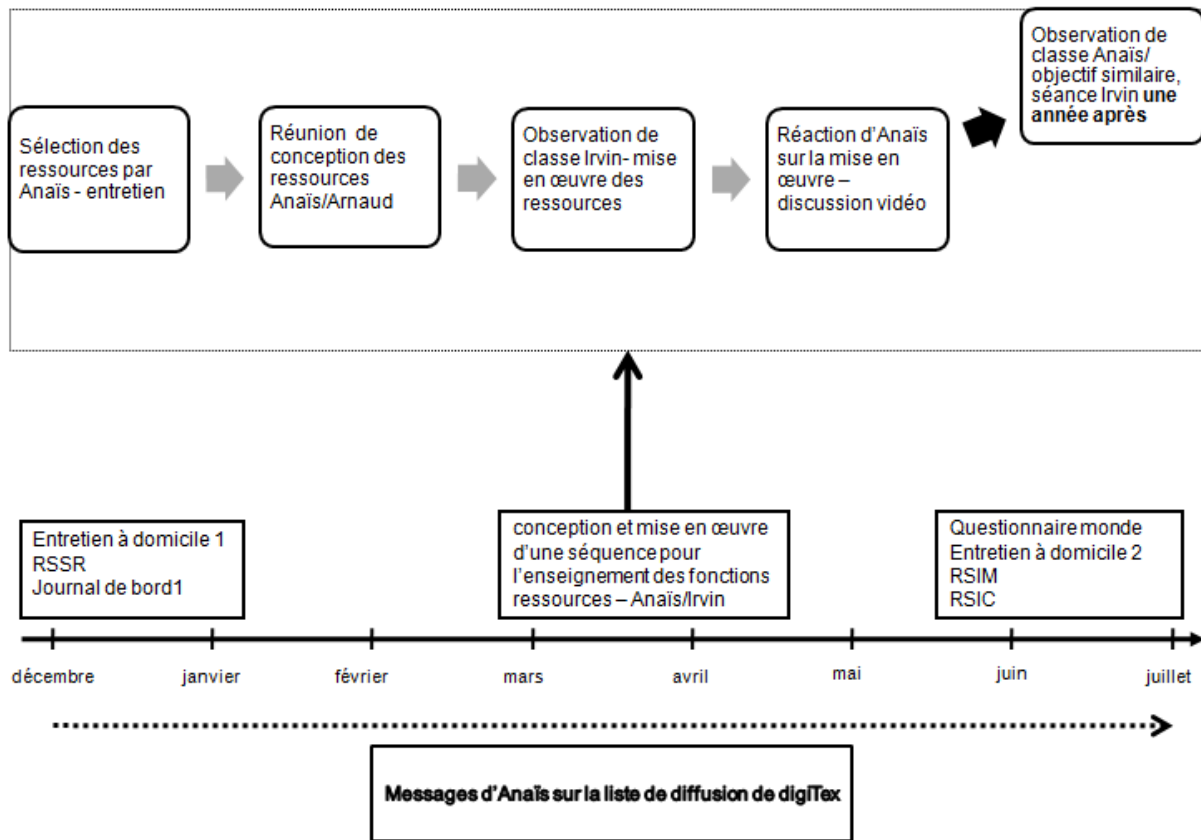 Sélection des
ressources par
Anaïs - entretien
Réunion de
conception des
ressources
Anaïs/Arnaud
Observation de
classe Irvin- mise
en œuvre des
ressources
Réaction d'Anaïs
sur la mise en
œuvre –
discussion vidéo
Observation de
classe Anaïs/
objectif similaire,
séance Irvin une
année après
Entretien à domicile 1
RSSR
Journal de bord1
conception et mise en œuvre
d'une séquence pour
l'enseignement des fonctions
ressources – Anaïs/Irvin
Questionnaire monde
Entretien à domicile 2
RSIM
RSIC
décembre janvier février mars avril mai juin juillet
Messages d'Anaïs sur la liste de diffusion de digiTex